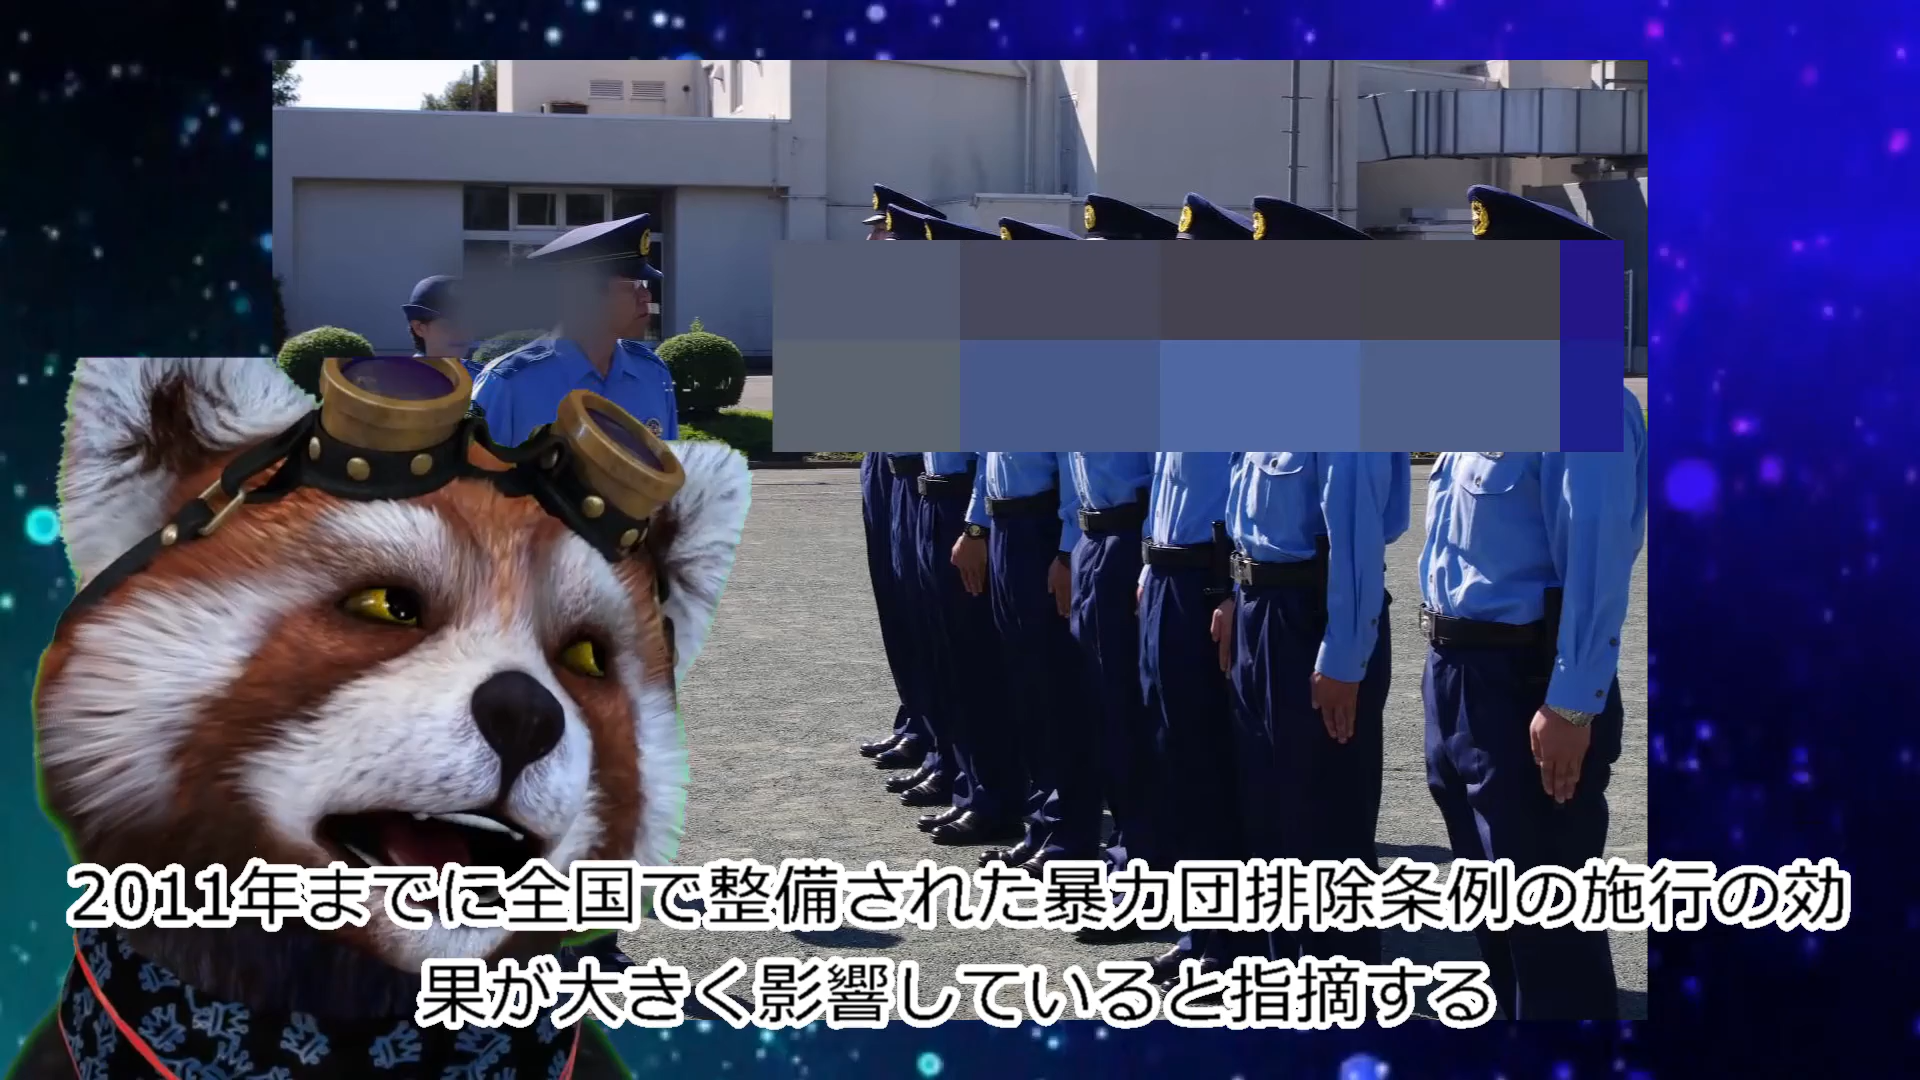 2011年までに全国で整備された暴力団排除条例の施行の効
果が大きく影響していると指摘する